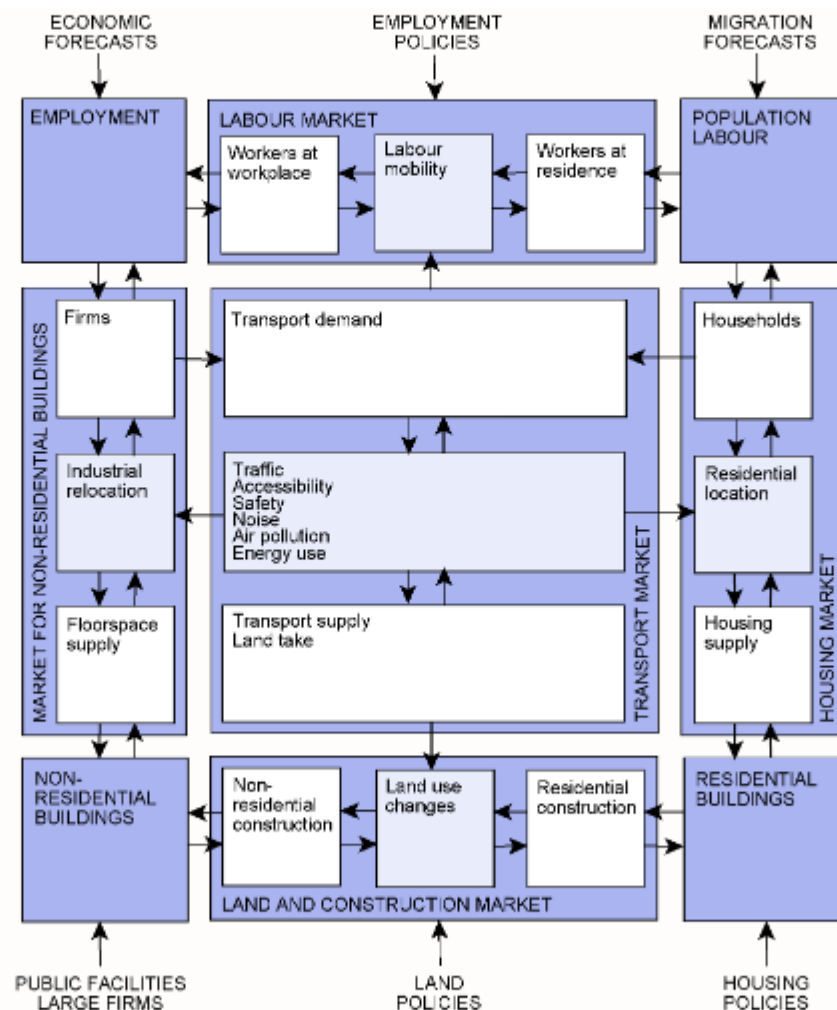 ECONOMIC
FORECASTS
EMPLOYMENT
POLICIES
MIGRATION
FORECASTS
EMPLOYMENT
LABOUR MARKET
POPULATION
LABOUR
Workers at
workplace
Labour
mobility
Workers at
residence
MARKET FOR NON-RESIDENTIAL BUILDINGS
Firms
Industrial
relocation
Floorspace
supply
Transport demand
Traffic
Accessibility
Safety
Noise
Air pollution
Energy use
Transport supply
Land take
TRANSPORT MARKET
Households
Residential
location
Housing
supply
HOUSING MARKET
NON-
RESIDENTIAL
BUILDINGS
Non-
residential
construction
Land use
changes
Residential
construction
LAND AND CONSTRUCTION MARKET
RESIDENTIAL
BUILDINGS
PUBLIC FACILITIES
LARGE FIRMS
LAND
POLICIES
HOUSING
POLICIES